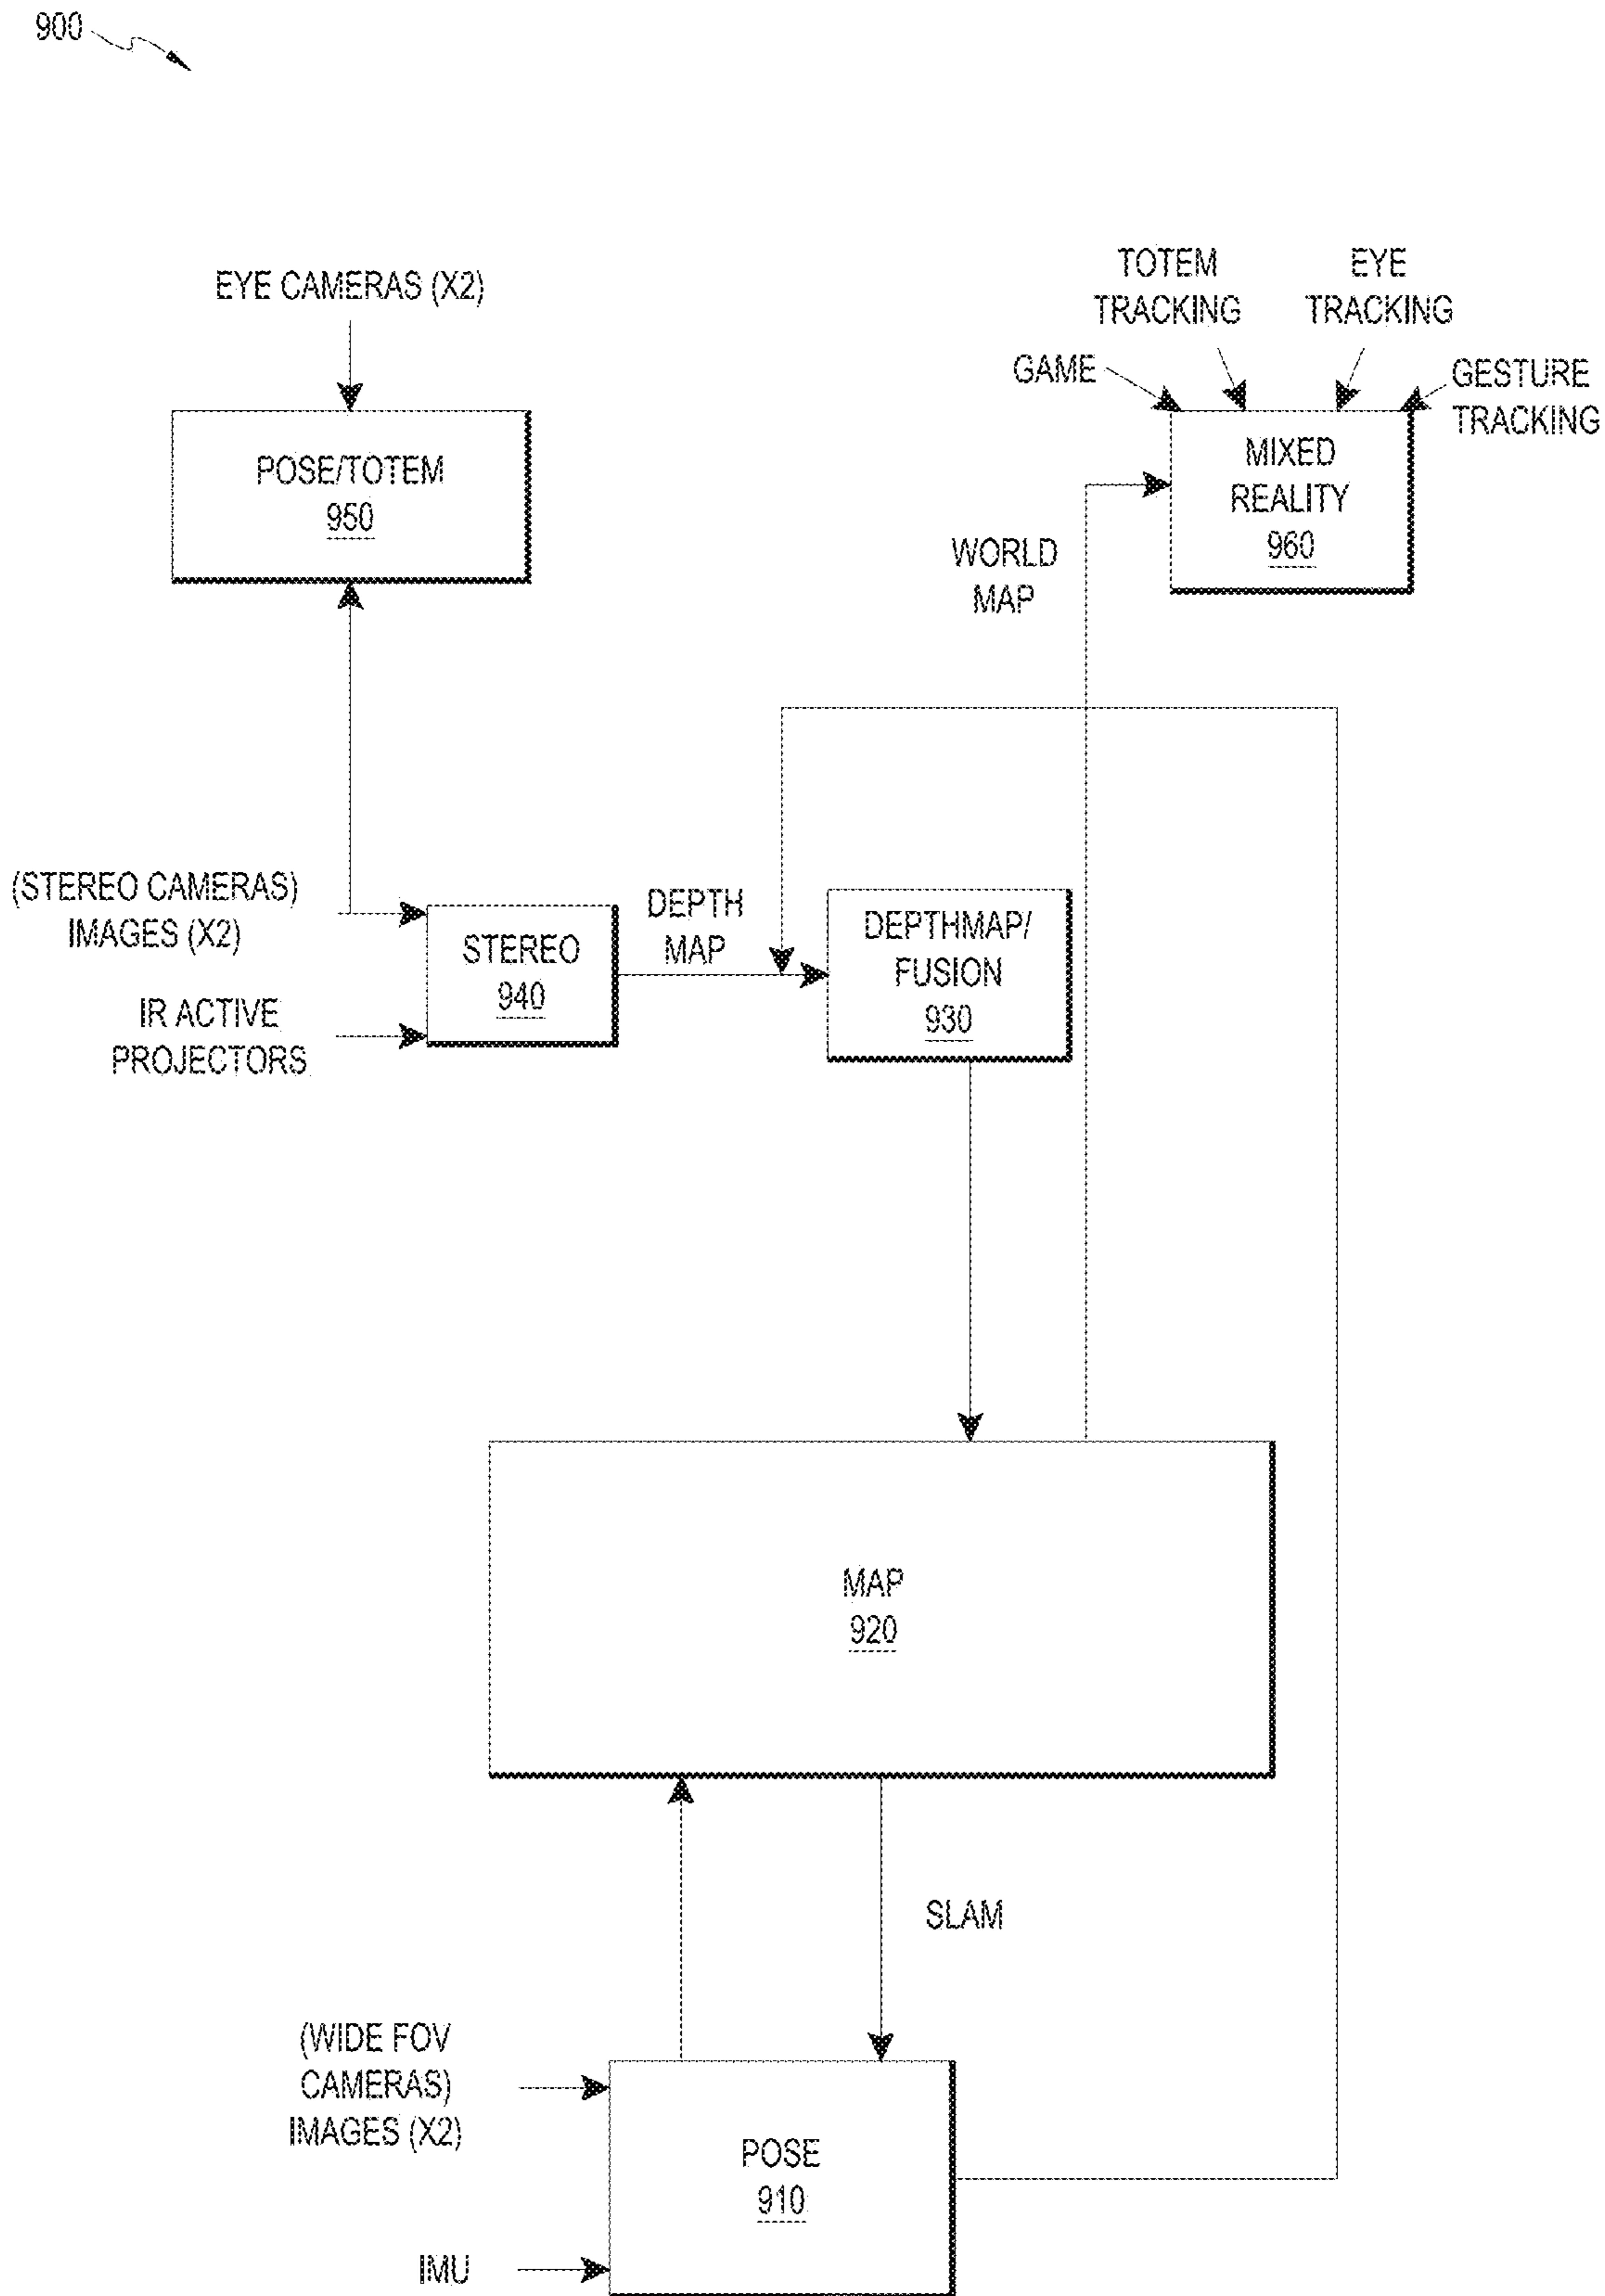 900
EYE CAMERAS (X2)
TOTEM
TRACKING
EYE
TRACKING
GAME
GESTURE
TRACKING
POSE/TOTEM
950
MIXED
REALITY
960
WORLD
MAP
(STEREO CAMERAS)
IMAGES (X2)
STEREO
940
DEPTH
MAP
DEPTHMAP/
FUSION
930
IR ACTIVE
PROJECTORS
MAP
920
SLAM
(WIDE FOV
CAMERAS)
IMAGES (X2)
POSE
910
IMU